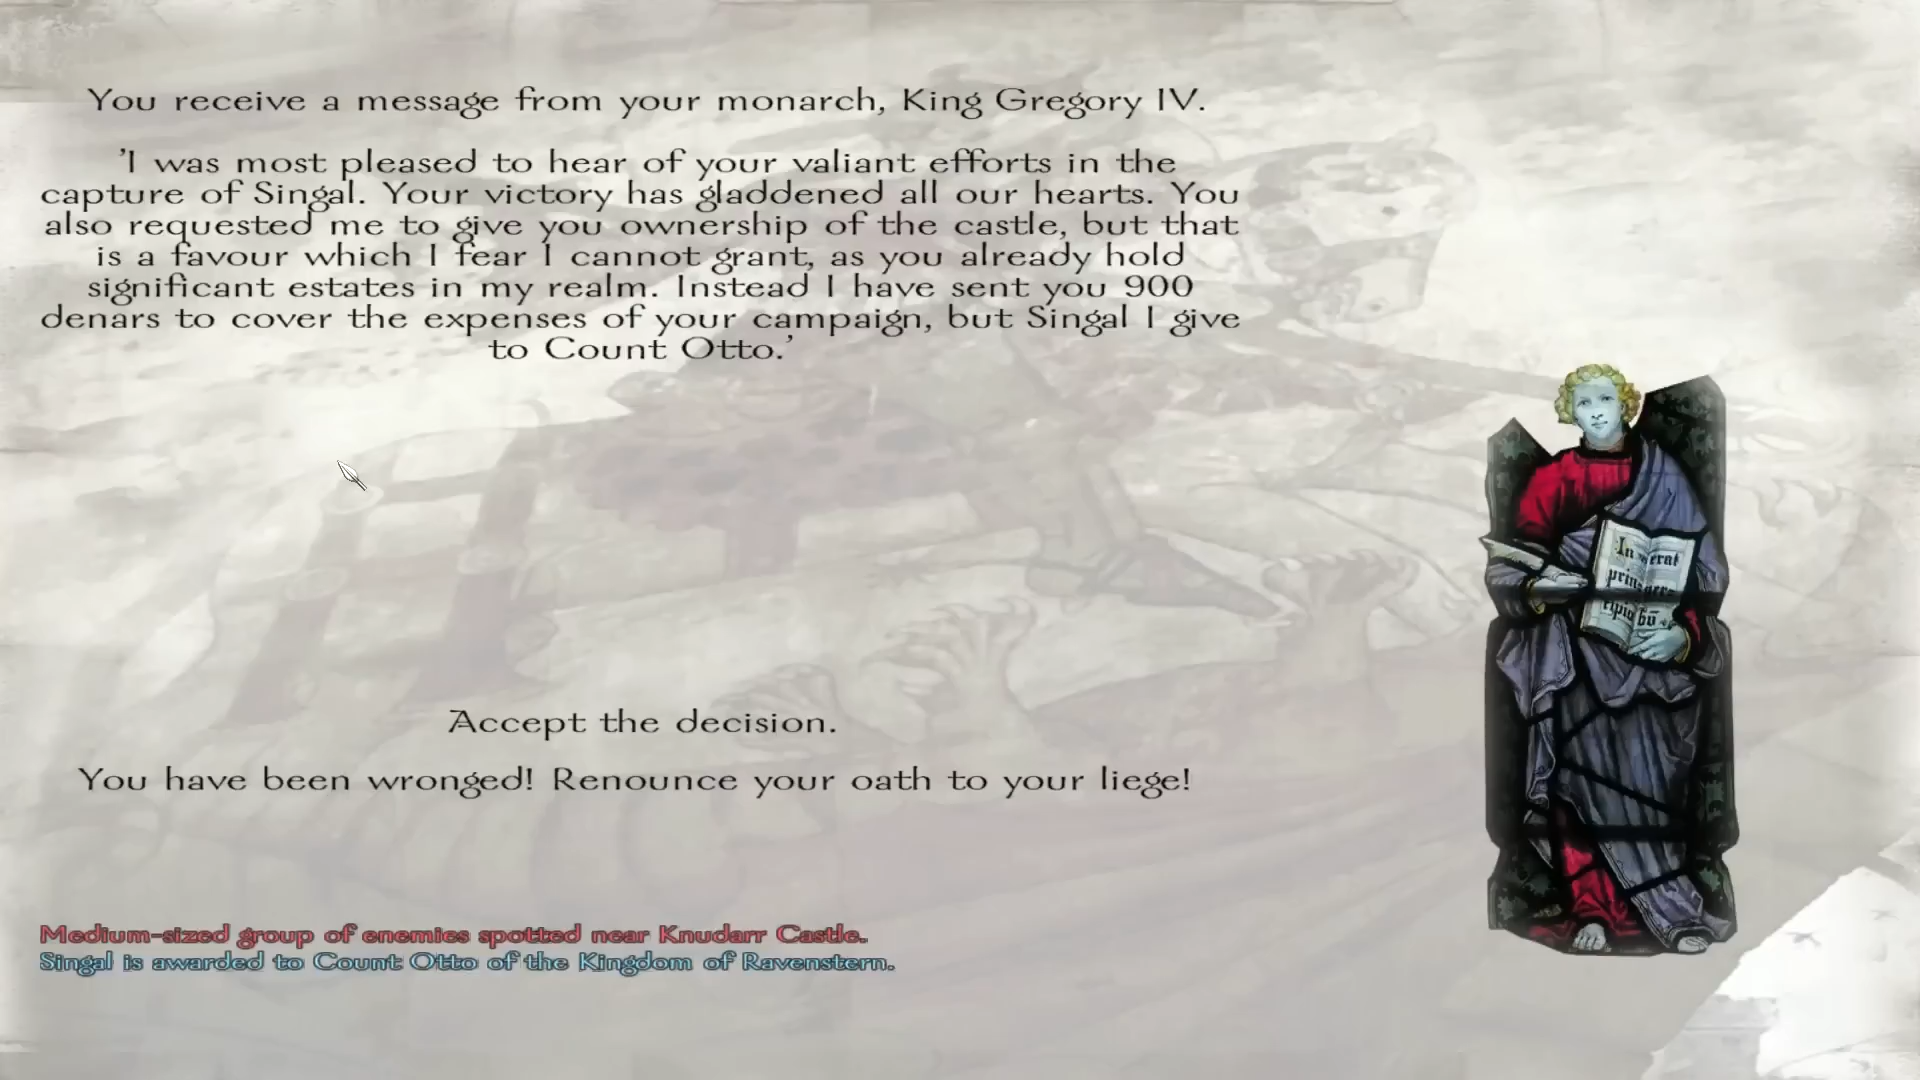 You receive a message from your monarch, King Gregory IV.
'I was most pleased to hear of your valiant efforts in the
capture of Singal. Your victory has gladdened all our hearts. You
also requested me to give you ownership of the castle, but that
is a favour which I fear I cannot grant, as you already hold
significant estates in my realm. Instead I have sent you 900
denars to cover the expenses of your campaign, but Singal I give
to Count Otto.'
In erat
Accept the decision.
You have been wronged! Renounce your oath to your liege!
Medium-sized group of enemies spotted near Knudarr Castle.
Singal is awarded to Count Otto of the Kingdom of Ravenstern.